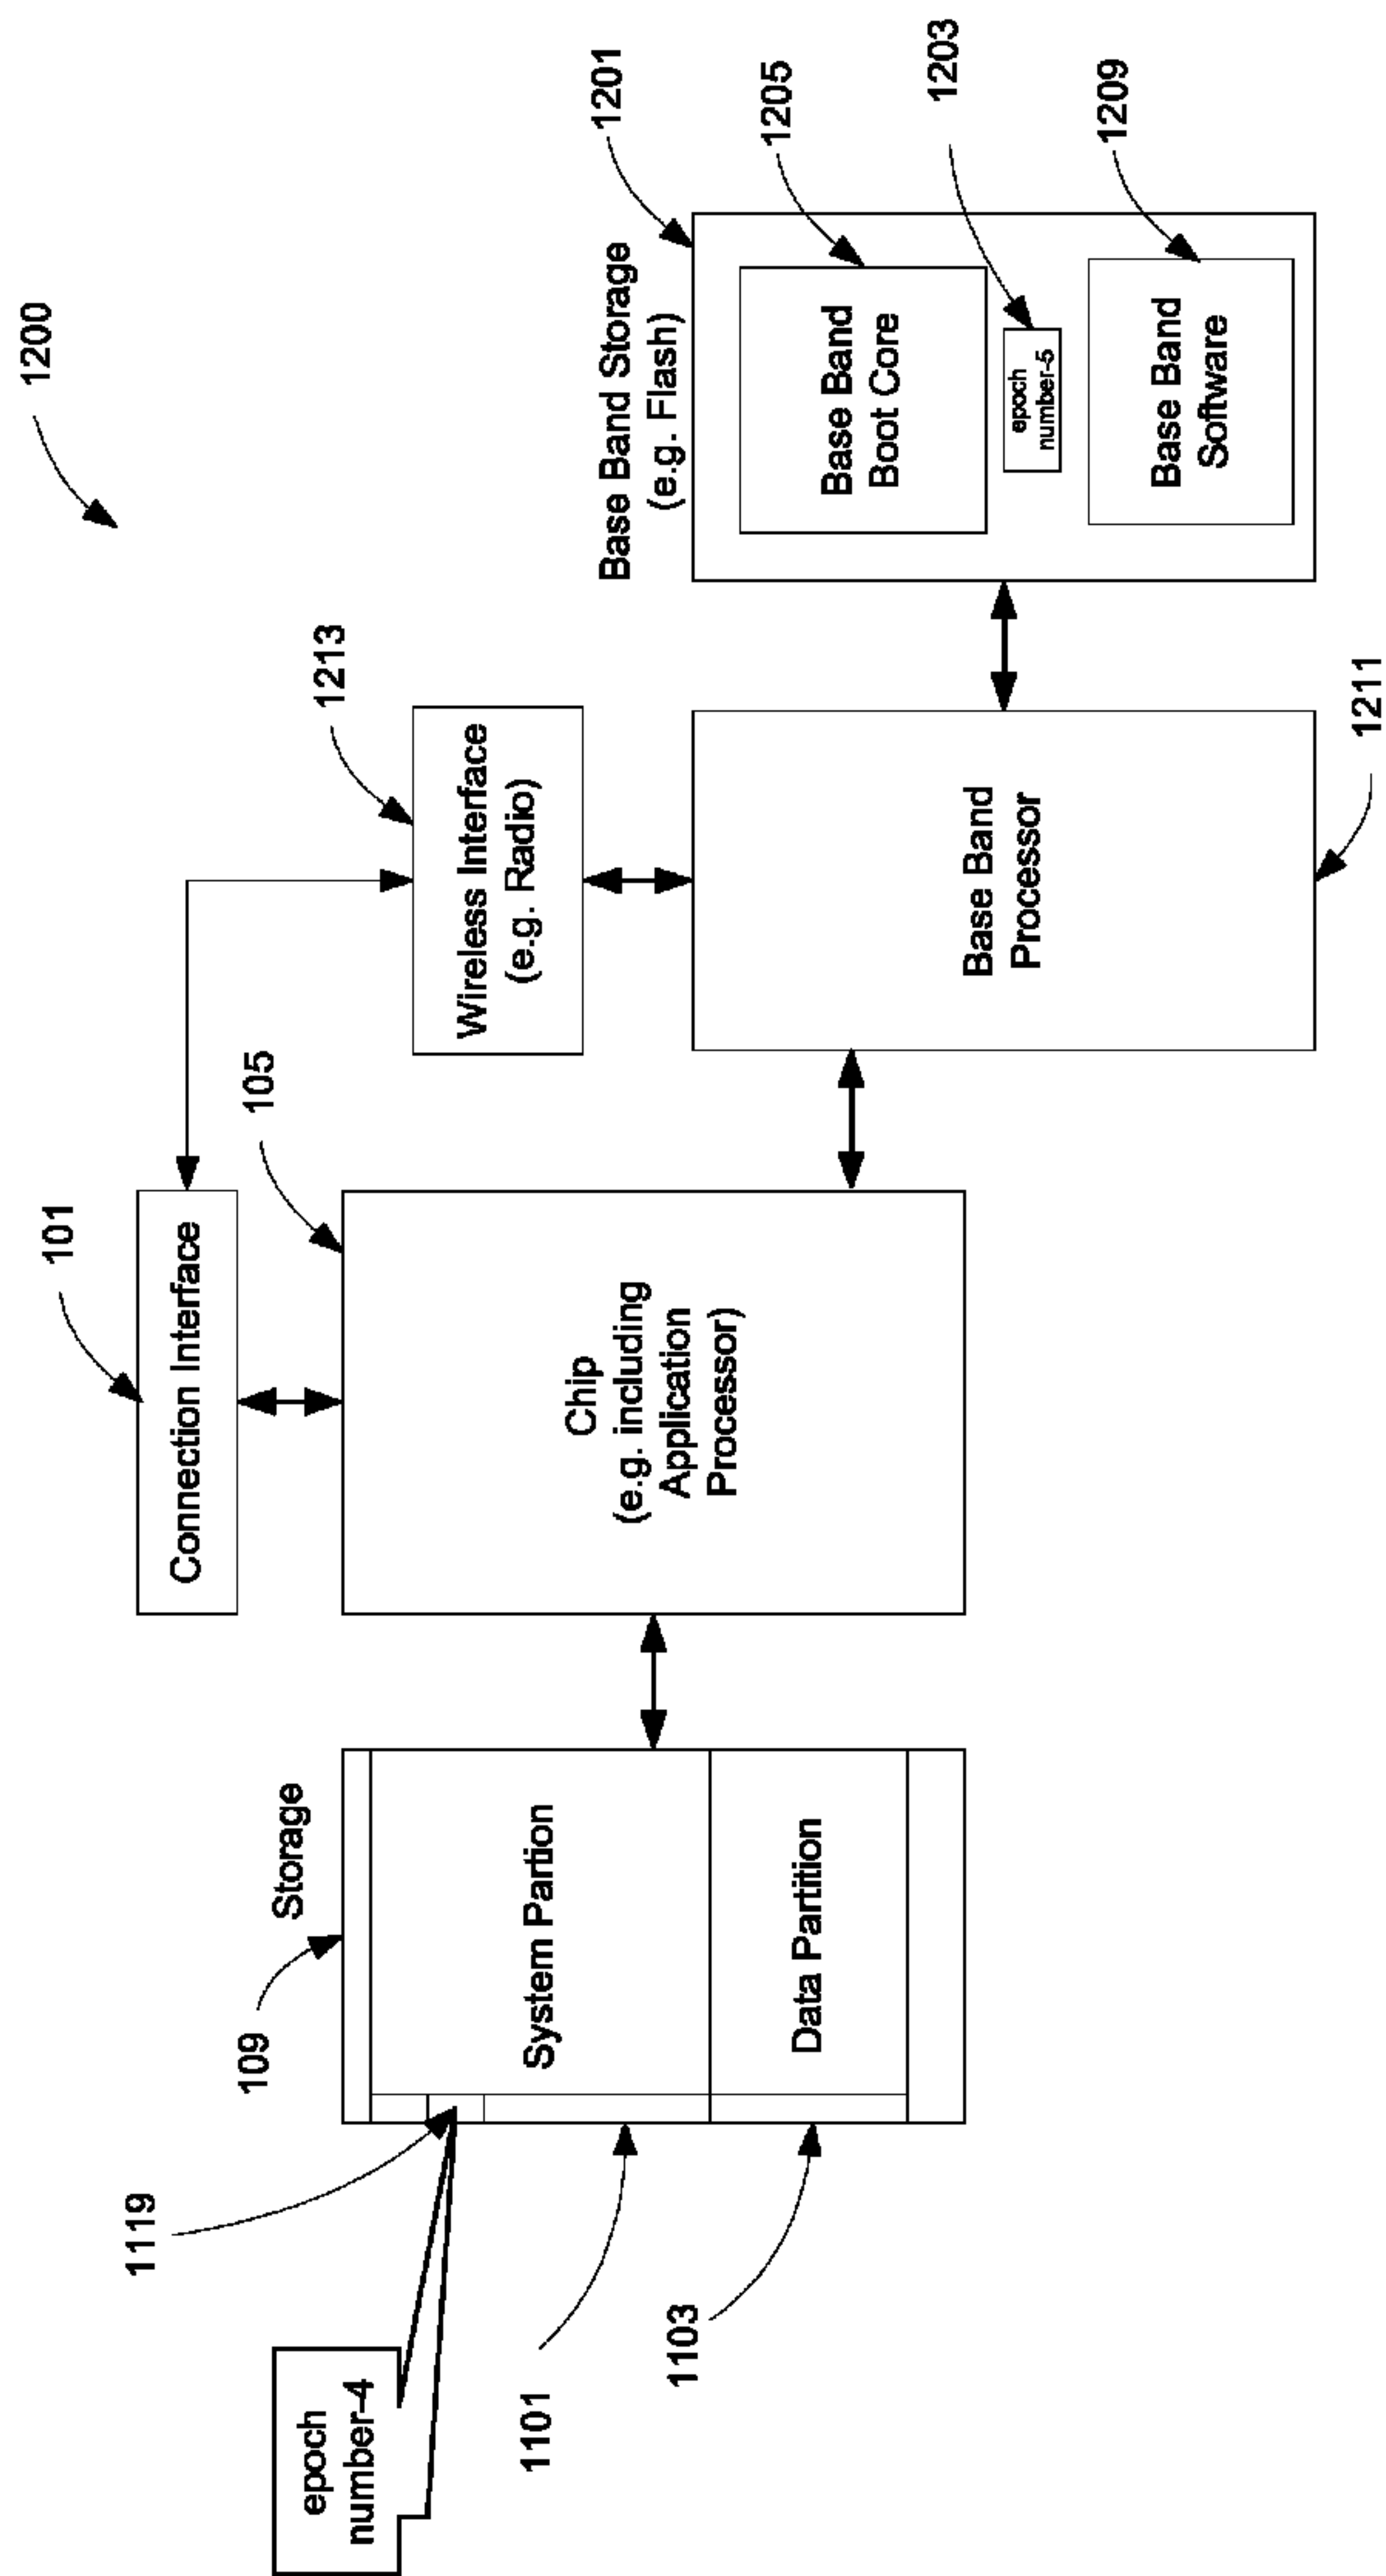 1200
101
Connection Interface
105
Chip
(e.g. including
Application
Processor)
109
Storage
System Partion
Data Partition
1119
epoch
number-4
1101
1103
1213
Wireless Interface
(e.g. Radio)
Base Band
Processor
1211
Base Band Storage
(e.g. Flash)
1201
Base Band
Boot Core
1205
epoch
number-5
1203
Base Band
Software
1209